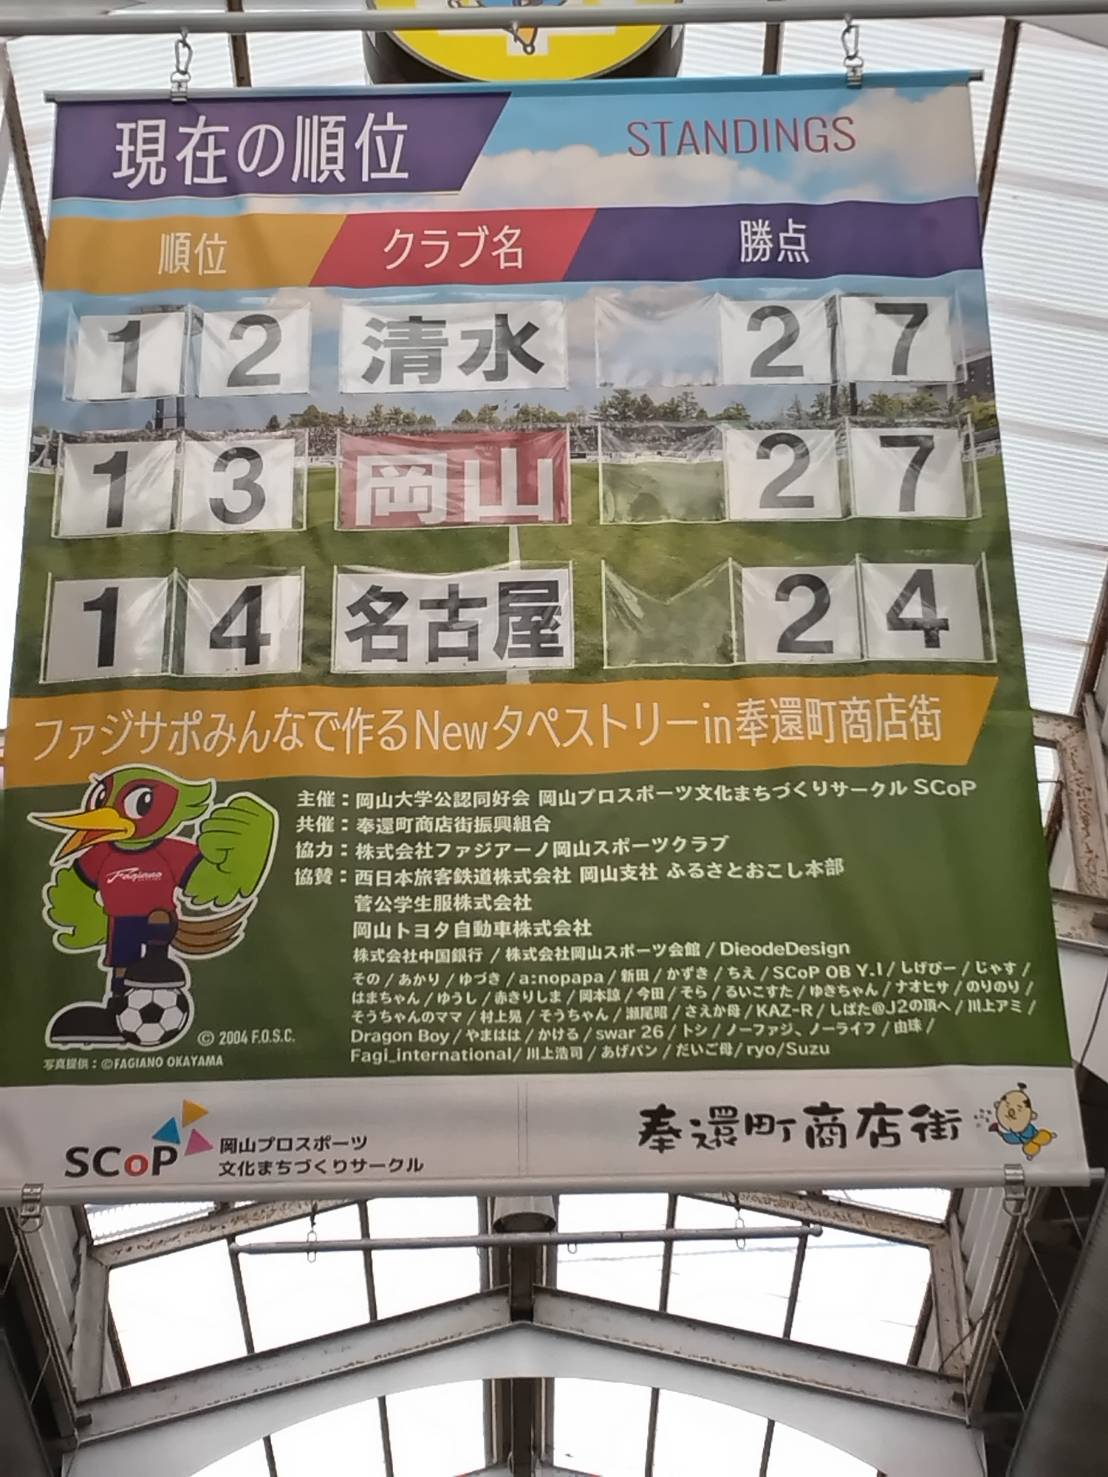 現在の順位 STANDINGS
順位 クラブ名 勝点
12 清水 27
13 岡山 27
14 名古屋 24
ファジサポみんなで作るNewタペストリーin奉還町商店街
主催：岡山大学公認同好会 岡山プロスポーツ文化まちづくりサークル SCoP
共催：奉還町商店街振興組合
協力：株式会社ファジアーノ岡山スポーツクラブ
協賛：西日本旅客鉄道株式会社 岡山支社 ふるさとおこし本部
菅公学生服株式会社
岡山トヨタ自動車株式会社
株式会社中国銀行 / 株式会社岡山スポーツ会館 / DieodeDesign
その / あかり / ゆづき / a:nopapa / 新田 / かずき / ちえ / SCoP OB Y.I / しげぴー / じゃす /
はまちゃん / ゆうし / 赤きりしま / 岡本諒 / 今田 / そら / るいこすた / ゆきちゃん / ナオヒサ / のりのり /
そうちゃんのママ / 村上晃 / そうちゃん / 瀬尾昭 / さえか母 / KAZ-R / しばた@J2の頂へ / 川上アミ /
Dragon Boy / やまはは / かける / swar 26 / トシ / ノーファジ、ノーライフ / 由球 /
Fagi_international / 川上浩司 / あげパン / だいご母 / ryo / Suzu
Fagiano
© 2004 F.O.S.C.
写真提供：©FAGIANO OKAYAMA
SCoP 岡山プロスポーツ
文化まちづくりサークル
奉還町商店街